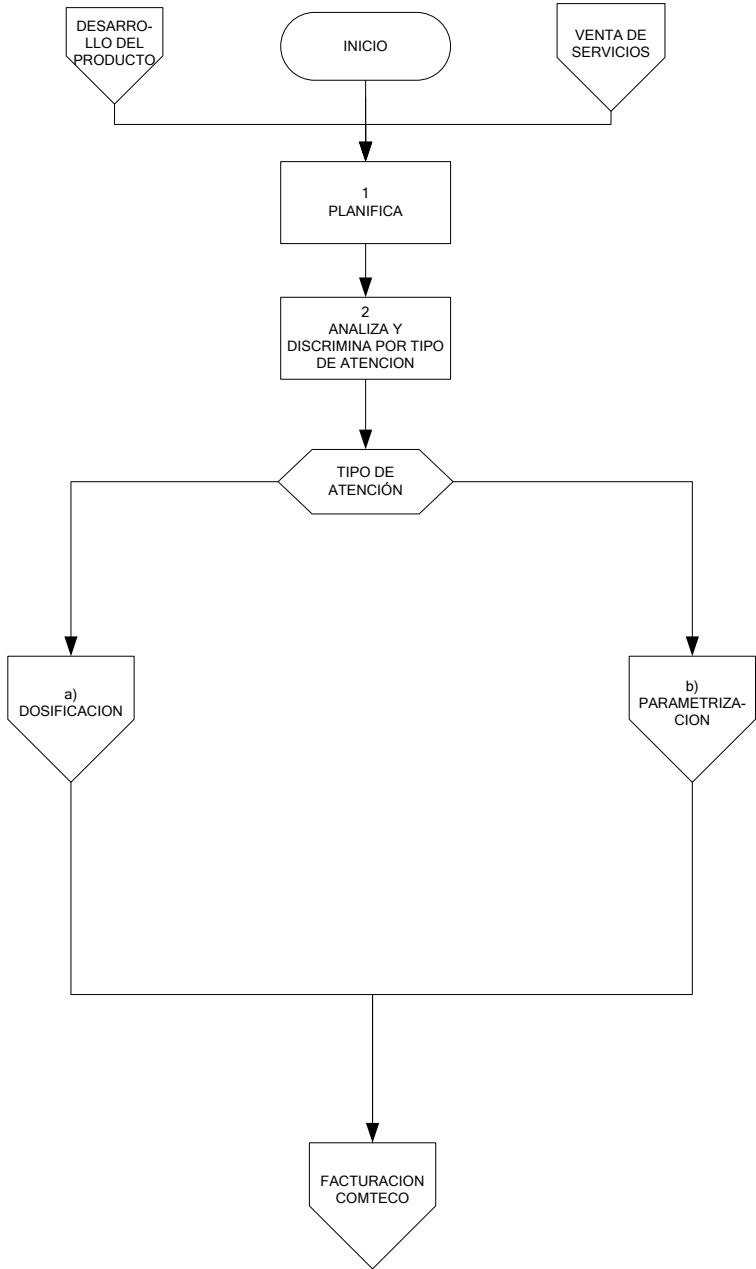 DESARRO-
LLO DEL
PRODUCTO
INICIO
VENTA DE
SERVICIOS
1
PLANIFICA
2
ANALIZA Y
DISCRIMINA POR TIPO
DE ATENCION
TIPO DE
ATENCIÓN
a)
DOSIFICACION
b)
PARAMETRIZA-
CION
FACTURACION
COMTECO